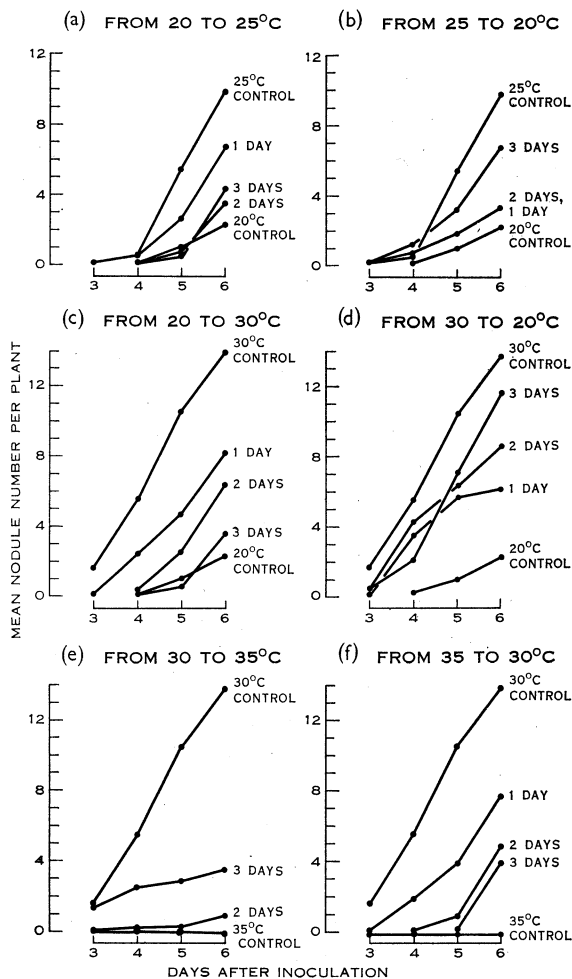 (a) FROM 20 TO 25°C
12
8
4
0
25°C
CONTROL
1 DAY
3 DAYS
2 DAYS
20°C
CONTROL
3 4 5 6
(b) FROM 25 TO 20°C
12
8
4
0
25°C
CONTROL
3 DAYS
2 DAYS,
1 DAY
20°C
CONTROL
3 4 5 6
(c) FROM 20 TO 30°C
12
8
4
0
30°C
CONTROL
1 DAY
2 DAYS
3 DAYS
20°C
CONTROL
3 4 5 6
(d) FROM 30 TO 20°C
12
8
4
0
30°C
CONTROL
3 DAYS
2 DAYS
1 DAY
20°C
CONTROL
3 4 5 6
MEAN NODULE NUMBER PER PLANT
(e) FROM 30 TO 35°C
12
8
4
0
30°C
CONTROL
3 DAYS
2 DAYS
35°C
CONTROL
3 4 5 6
(f) FROM 35 TO 30°C
12
8
4
0
30°C
CONTROL
1 DAY
2 DAYS
3 DAYS
35°C
CONTROL
3 4 5 6
DAYS AFTER INOCULATION